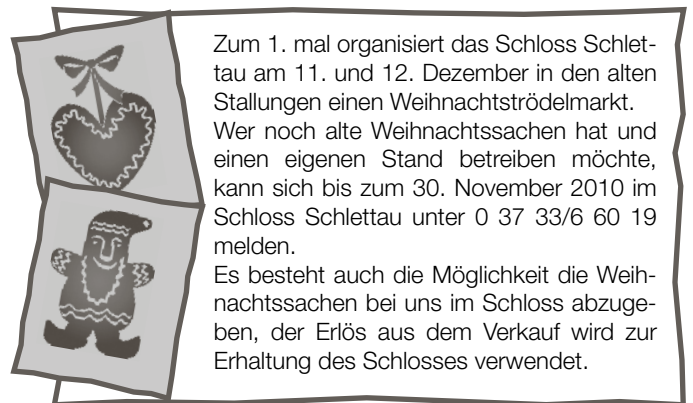 Zum 1. mal organisiert das Schloss Schlet-
tau am 11. und 12. Dezember in den alten
Stallungen einen Weihnachtströdelmarkt.
Wer noch alte Weihnachtssachen hat und
einen eigenen Stand betreiben möchte,
kann sich bis zum 30. November 2010 im
Schloss Schlettau unter 0 37 33/6 60 19
melden.
Es besteht auch die Möglichkeit die Weih-
nachtssachen bei uns im Schloss abzuge-
ben, der Erlös aus dem Verkauf wird zur
Erhaltung des Schlosses verwendet.